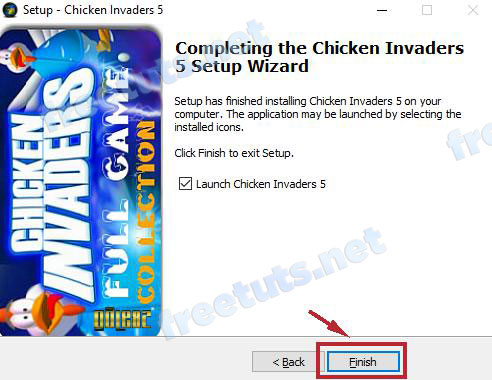 Setup - Chicken Invaders 5
Completing the Chicken Invaders
5 Setup Wizard
Setup has finished installing Chicken Invaders 5 on your
computer. The application may be launched by selecting the
installed icons.
Click Finish to exit Setup.
Launch Chicken Invaders 5
CHICKEN
INVADERS
FULL GAME.
COLLECTION
freetuts.net
< Back
Finish